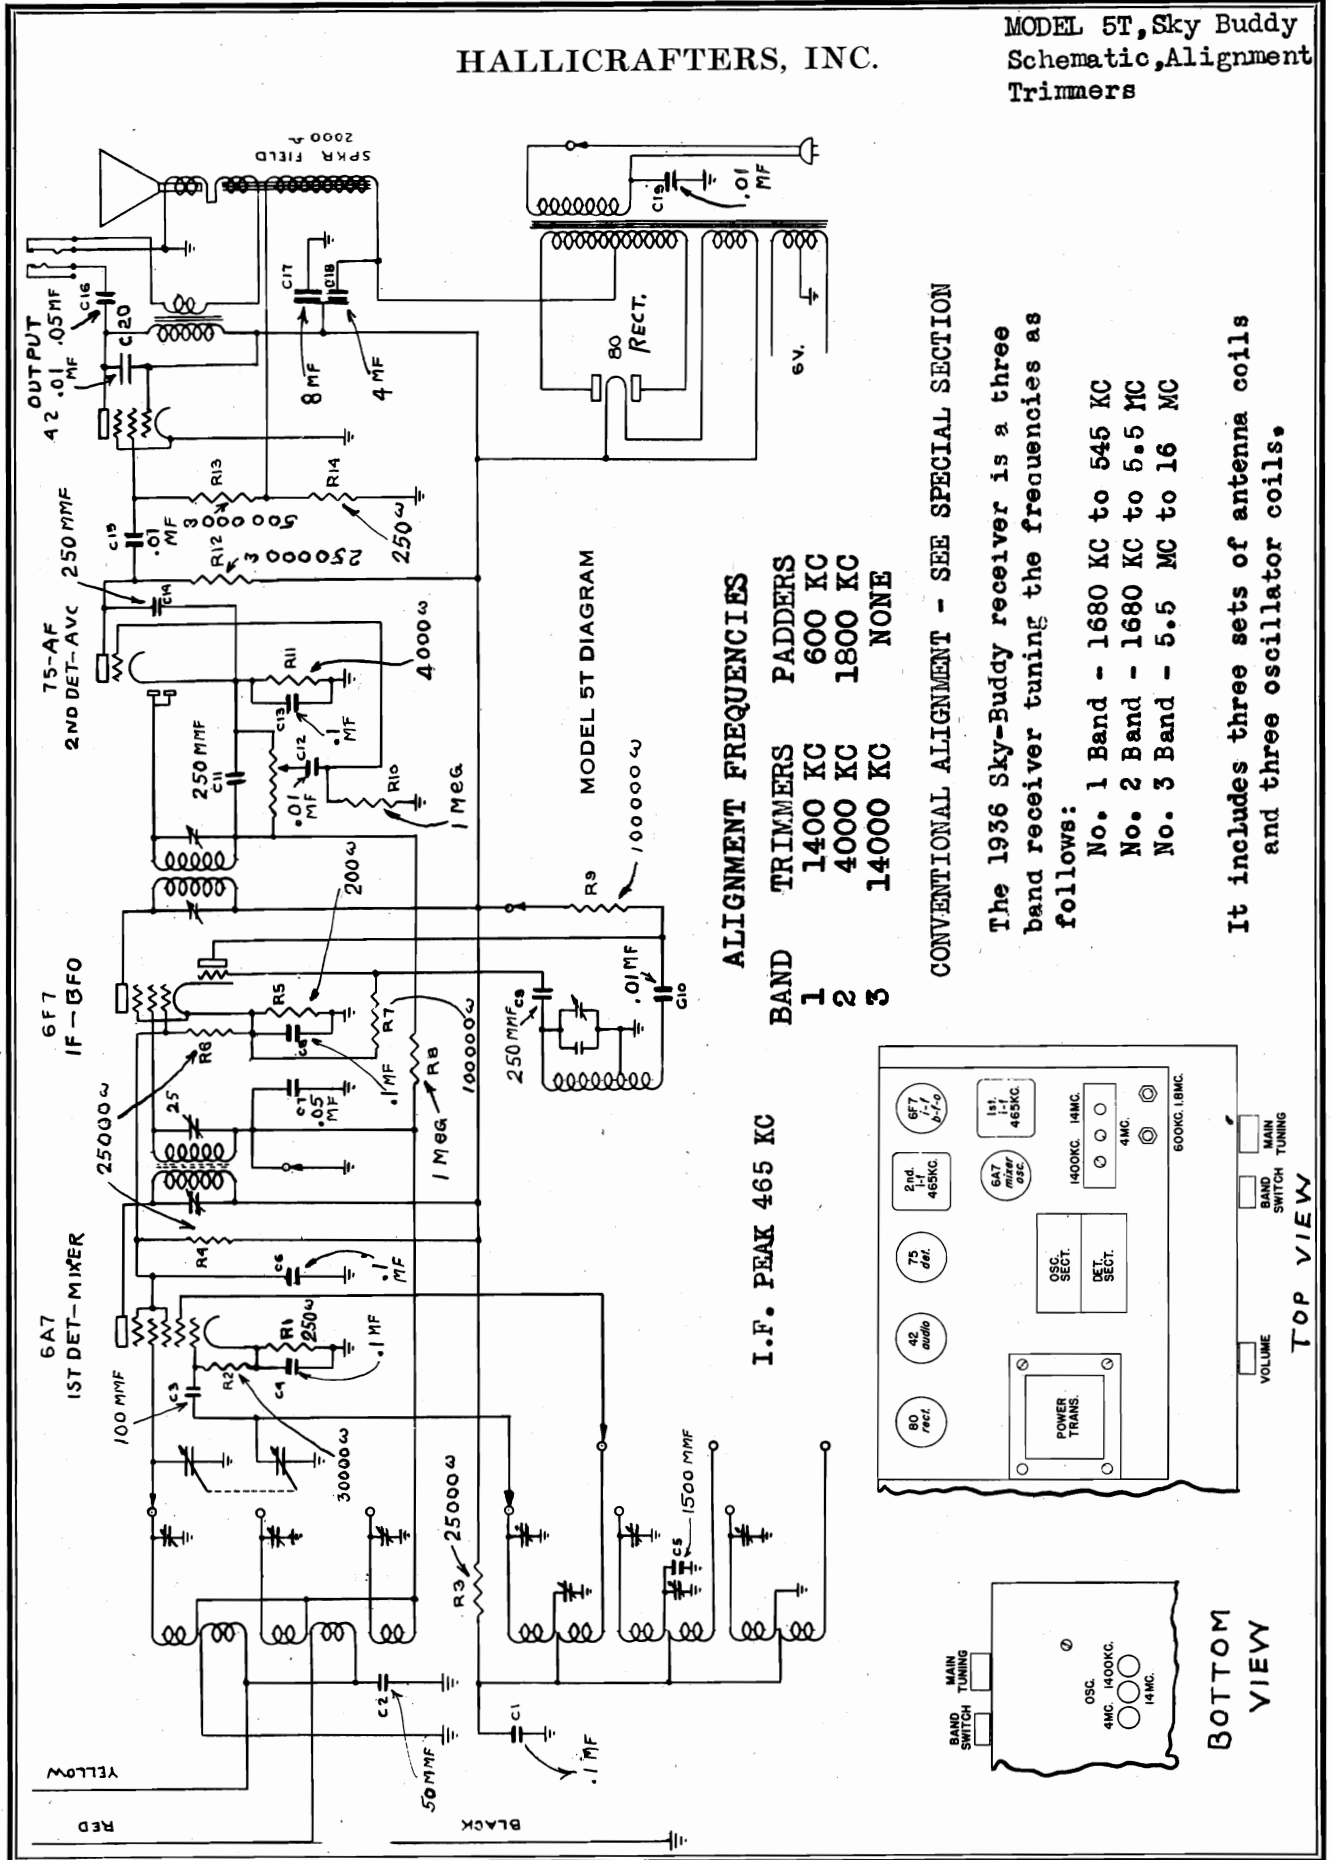 HALLICRAFTERS, INC.
MODEL 5T, Sky Buddy
Schematic, Alignment
Trimmers
6A7
1ST DET-MIXER
6F7
IF-BFO
75-AF
2ND DET-AVC
42 OUTPUT
.01 MF
.05MF
C16
C20
SPKR FIELD
2000 ω
C17
8 MF
C18
4 MF
C15
.01 MF
250MMF
C14
R12
250000 ω
R13
500000 ω
R14
250ω
R11
4000ω
C13
.1 MF
C12
.01 MF
R10
1 MEG
250 MMF
C11
200ω
R5
C8
.1MF
R6
25000ω
R7
100000ω
R8
1 MEG
25
C7
.05 MF
R4
C6
.1 MF
R1
250ω
C4
.1 MF
R2
30000ω
C3
100 MMF
R3
25000ω
C5
1500 MMF
C2
50MMF
C1
.1 MF
YELLOW
RED
BLACK
R9
100000ω
250MMF
C9
.01MF
C10
C19
.01 MF
80
RECT.
6V.
MODEL 5T DIAGRAM
I.F. PEAK 465 KC
ALIGNMENT FREQUENCIES
BAND TRIMMERS PADDERS
1 1400 KC 600 KC
2 4000 KC 1800 KC
3 14000 KC NONE
CONVENTIONAL ALIGNMENT - SEE SPECIAL SECTION
The 1936 Sky-Buddy receiver is a three
band receiver tuning the frequencies as
follows:
No. 1 Band - 1680 KC to 545 KC
No. 2 Band - 1680 KC to 5.5 MC
No. 3 Band - 5.5 MC to 16 MC
It includes three sets of antenna coils
and three oscillator coils.
BAND SWITCH
MAIN TUNING
OSC.
4MC. 1400KC.
14MC.
BOTTOM
VIEW
80 rect.
42 audio
75 det.
2nd. i-f 465KC.
6F7 i-f b-f-o
6A7 mixer osc.
1st. i-f 465KC.
POWER TRANS.
OSC. SECT.
DET. SECT.
1400KC. 14MC.
4MC.
600KC. 1.8MC.
VOLUME
BAND SWITCH
MAIN TUNING
TOP VIEW